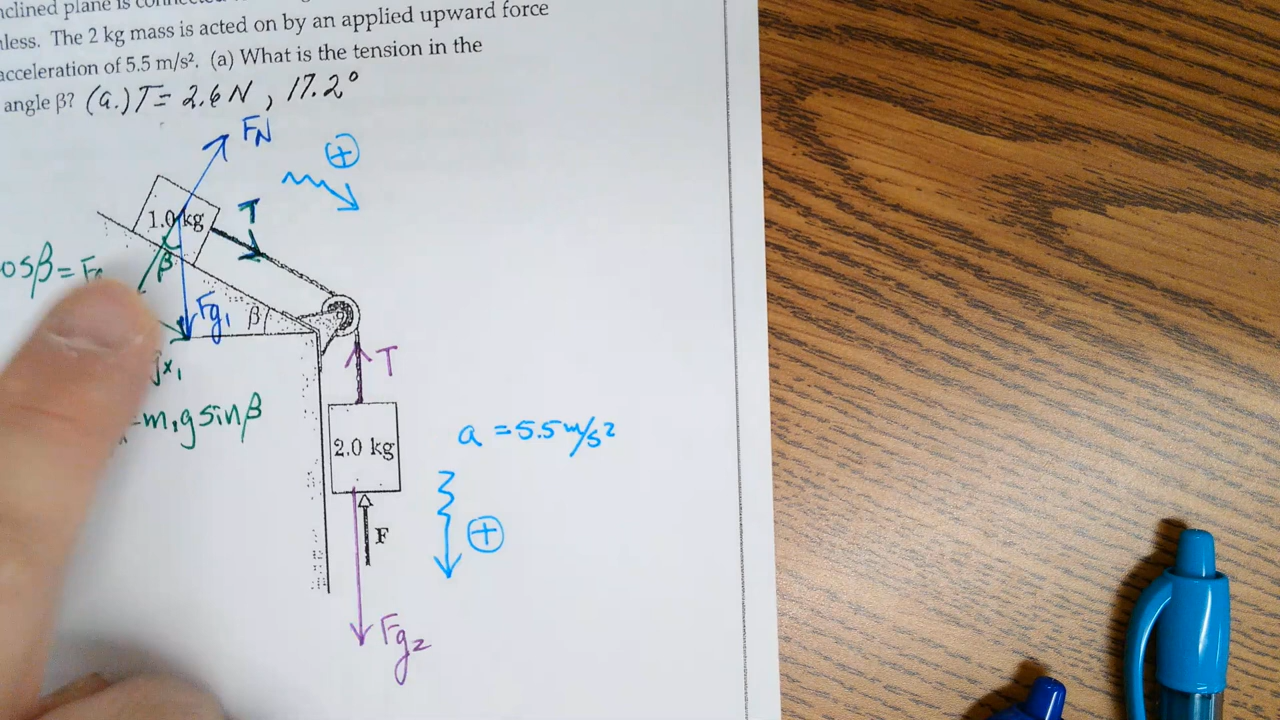 nclined plane is connec
less. The 2 kg mass is acted on by an applied upward force
acceleration of 5.5 m/s². (a) What is the tension in the
angle β? (a.) T = 2.6 N , 17.2°
FN
+
1.0 kg
T
β
osβ = F
Fg₁
β
x₁
T
m₁g sinβ
2.0 kg
a = 5.5 m/s²
+
F
Fg₂